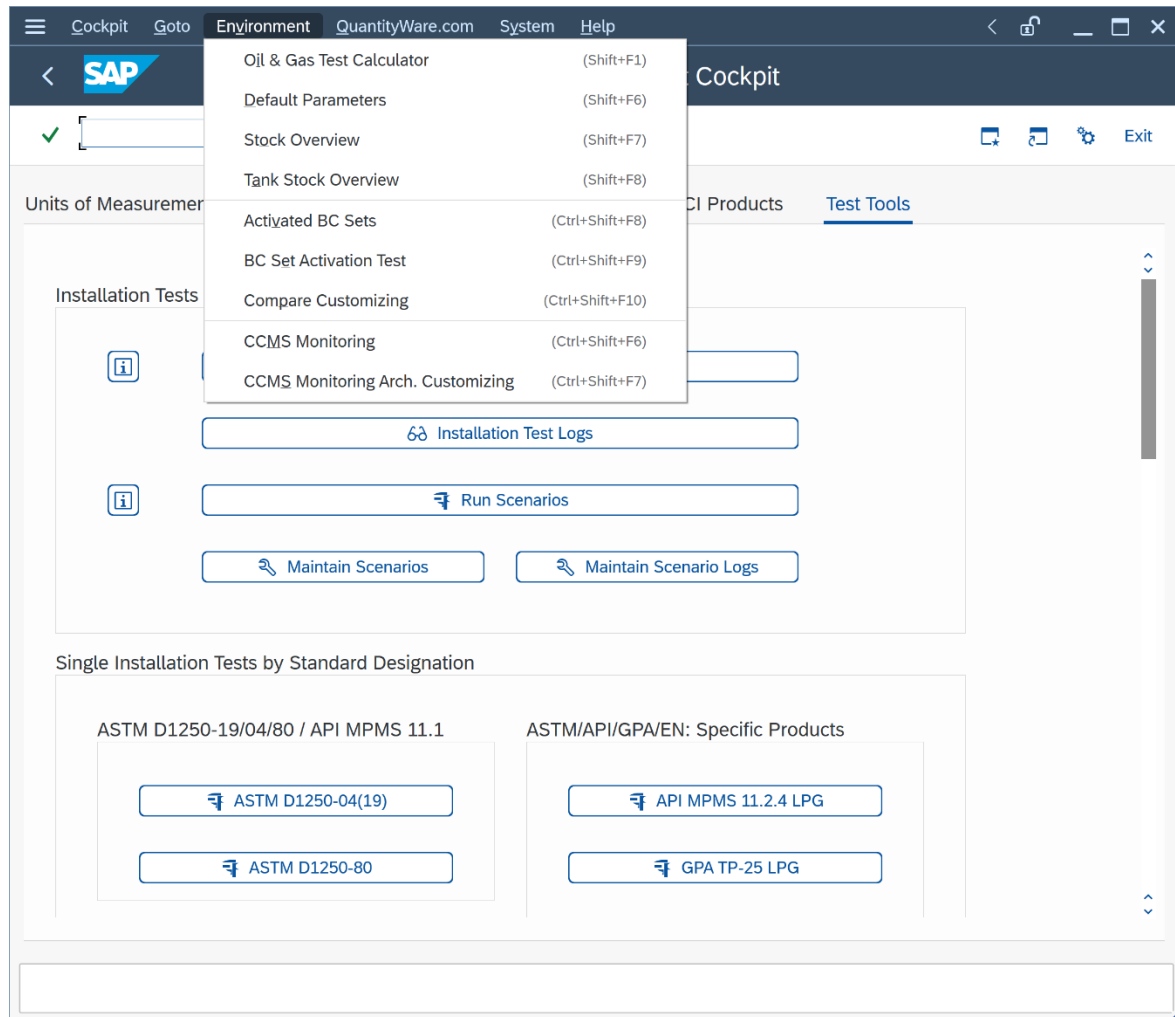 Cockpit Goto Environment QuantityWare.com System Help
SAP Cockpit
Oil & Gas Test Calculator (Shift+F1)
Default Parameters (Shift+F6)
Stock Overview (Shift+F7)
Tank Stock Overview (Shift+F8)
Activated BC Sets (Ctrl+Shift+F8)
BC Set Activation Test (Ctrl+Shift+F9)
Compare Customizing (Ctrl+Shift+F10)
CCMS Monitoring (Ctrl+Shift+F6)
CCMS Monitoring Arch. Customizing (Ctrl+Shift+F7)
Exit
Units of Measuremen CI Products Test Tools
Installation Tests
Installation Test Logs
Run Scenarios
Maintain Scenarios Maintain Scenario Logs
Single Installation Tests by Standard Designation
ASTM D1250-19/04/80 / API MPMS 11.1 ASTM/API/GPA/EN: Specific Products
ASTM D1250-04(19) API MPMS 11.2.4 LPG
ASTM D1250-80 GPA TP-25 LPG